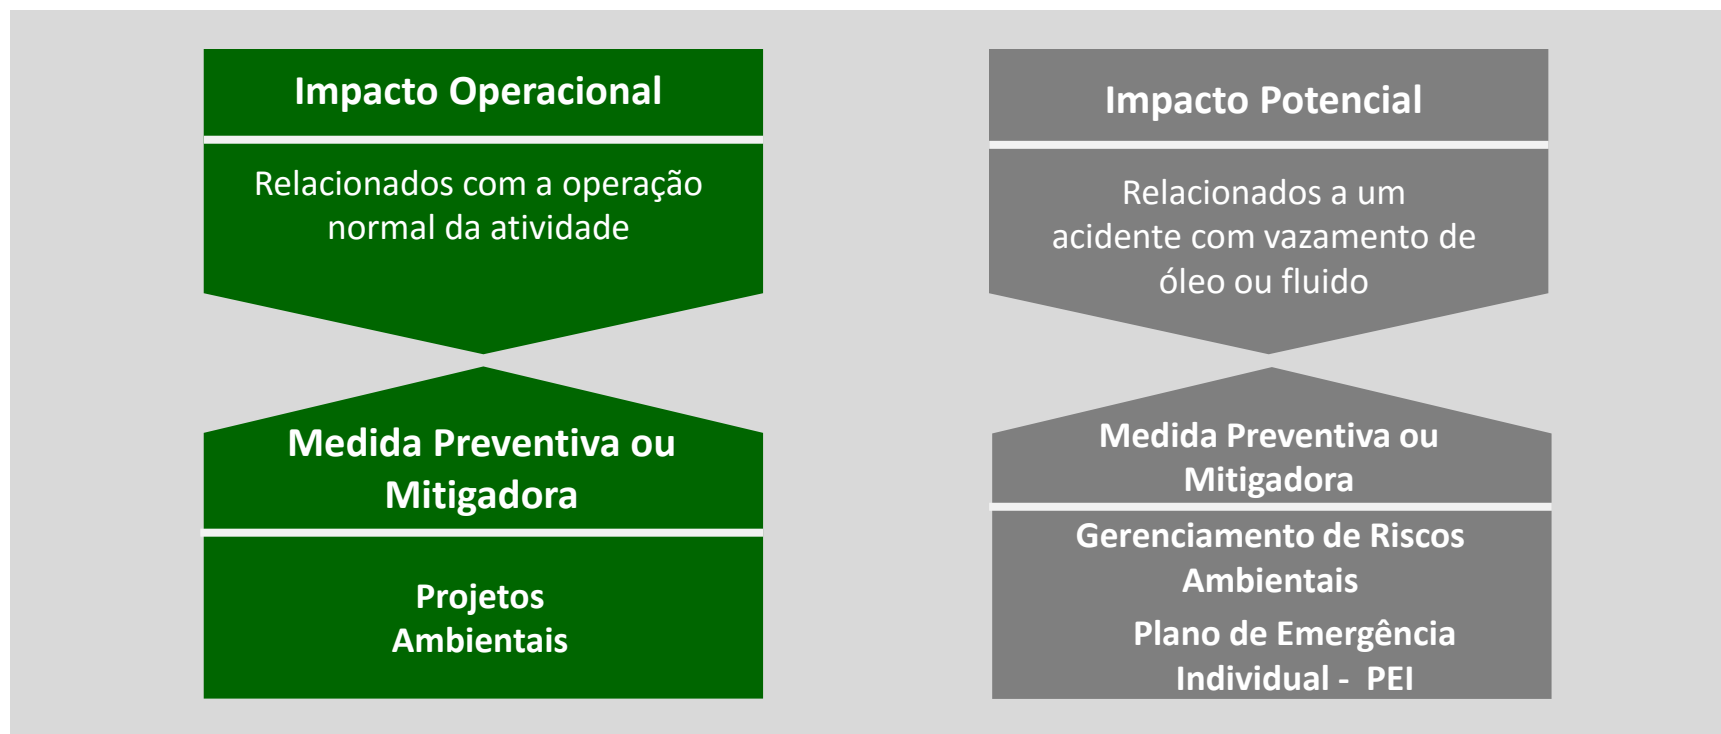 Impacto Operacional
Relacionados com a operação
normal da atividade
Medida Preventiva ou
Mitigadora
Projetos
Ambientais
Impacto Potencial
Relacionados a um
acidente com vazamento de
óleo ou fluido
Medida Preventiva ou
Mitigadora
Gerenciamento de Riscos
Ambientais
Plano de Emergência
Individual - PEI